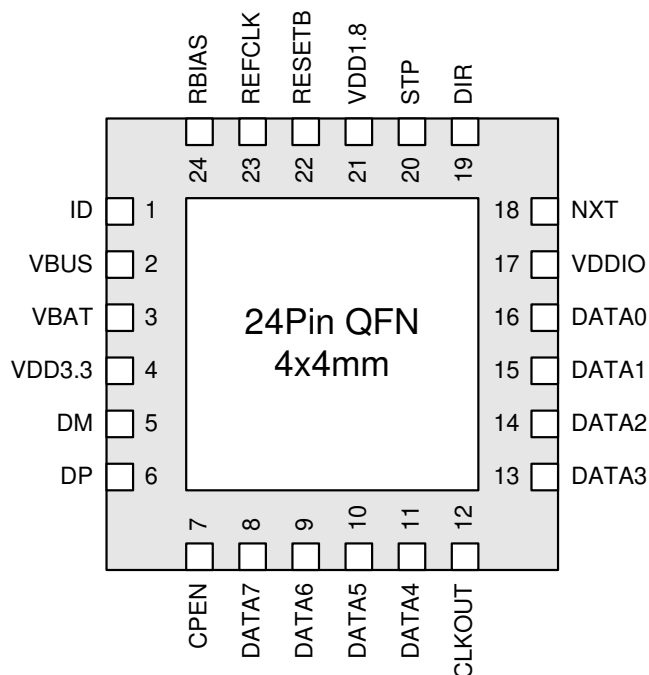 RBIAS
REFCLK
RESETB
VDD1.8
STP
DIR
24
23
22
21
20
19
ID 1
VBUS 2
VBAT 3
VDD3.3 4
DM 5
DP 6
24Pin QFN
4x4mm
18 NXT
17 VDDIO
16 DATA0
15 DATA1
14 DATA2
13 DATA3
7
8
9
10
11
12
CPEN
DATA7
DATA6
DATA5
DATA4
CLKOUT